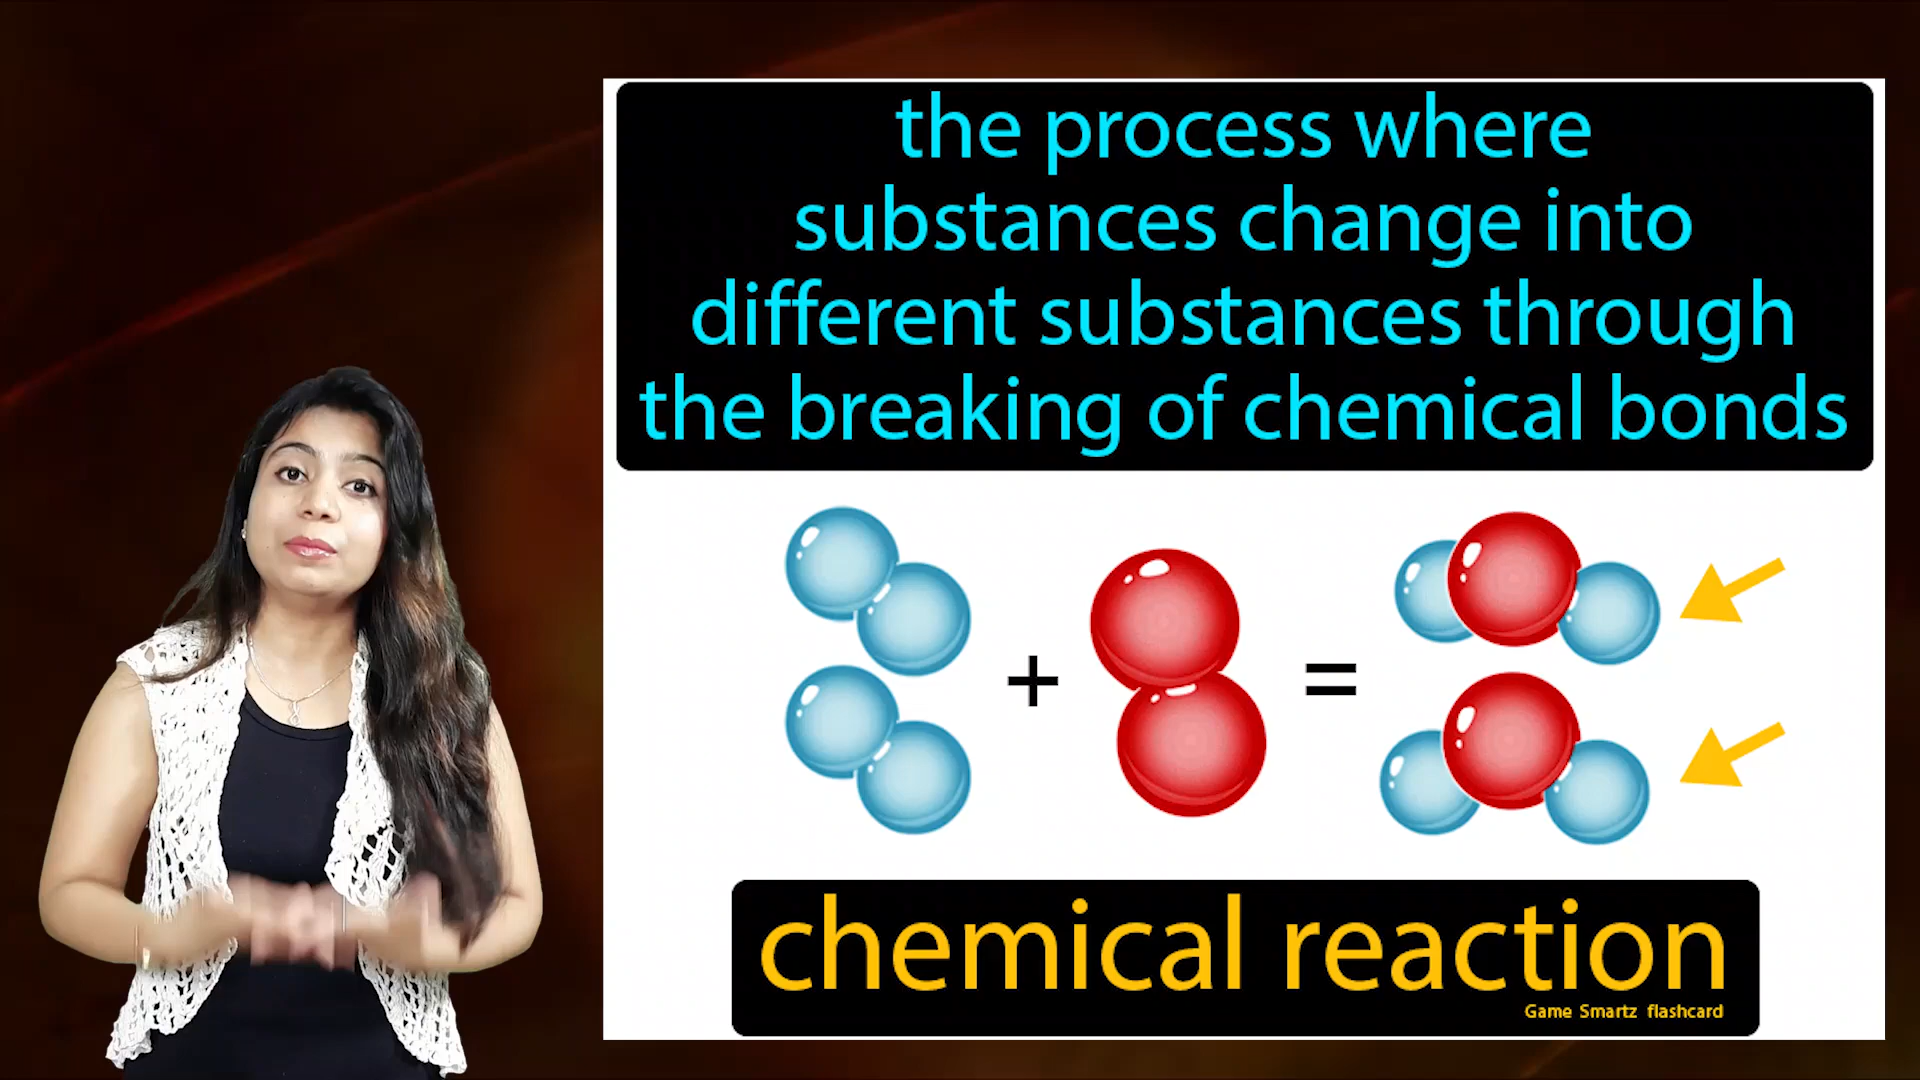 the process where
substances change into
different substances through
the breaking of chemical bonds
+ =
chemical reaction
Game Smartz flashcard